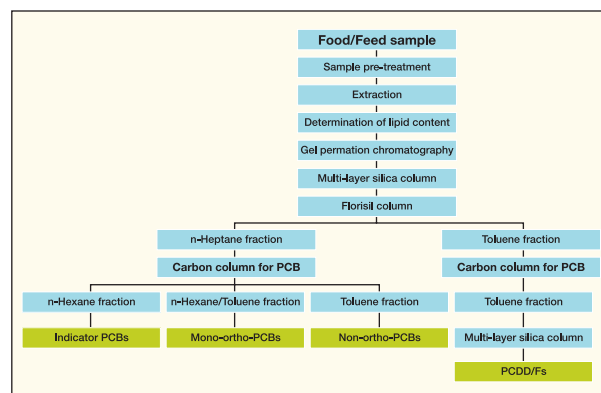 Food/Feed sample
Sample pre-treatment
Extraction
Determination of lipid content
Gel permation chromatography
Multi-layer silica column
Florisil column
n-Heptane fraction
Toluene fraction
Carbon column for PCB
Carbon column for PCB
n-Hexane fraction
n-Hexane/Toluene fraction
Toluene fraction
Toluene fraction
Indicator PCBs
Mono-ortho-PCBs
Non-ortho-PCBs
Multi-layer silica column
PCDD/Fs